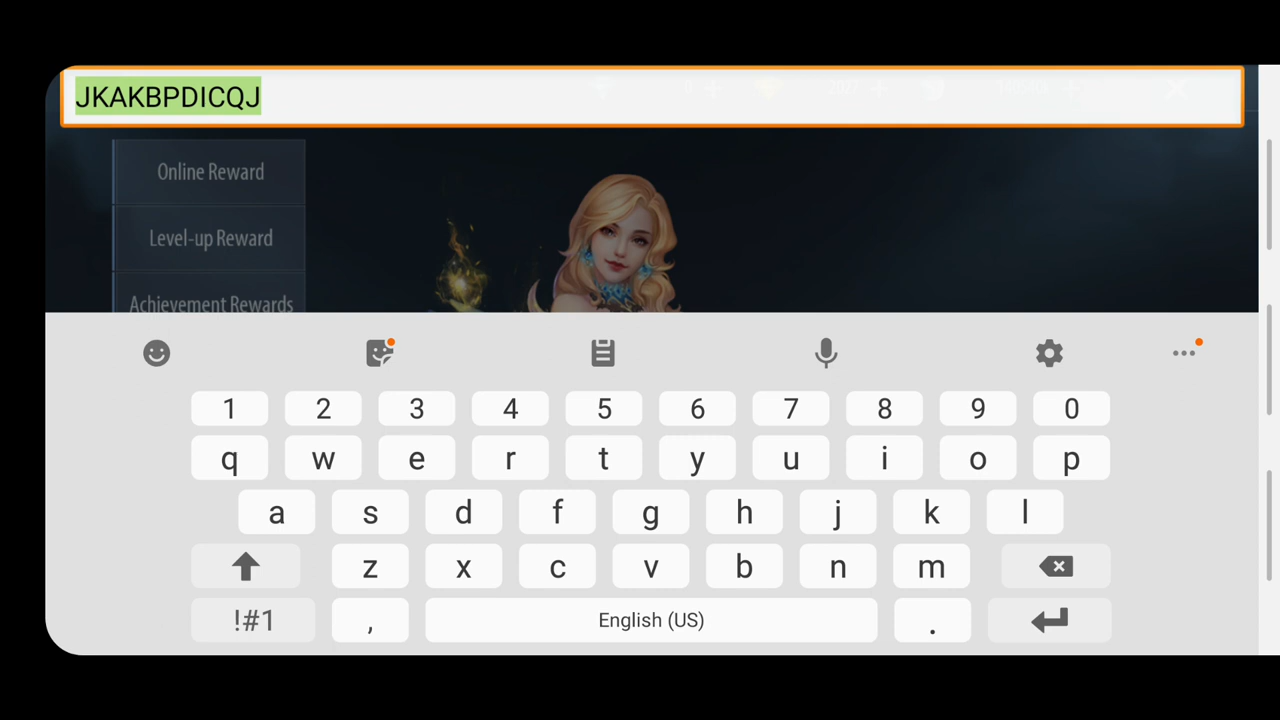 JKAKBPDICQJ
Online Reward
Level-up Reward
Achievement Rewards
1 2 3 4 5 6 7 8 9 0
q w e r t y u i o p
a s d f g h j k l
z x c v b n m
!#1 , English (US) .